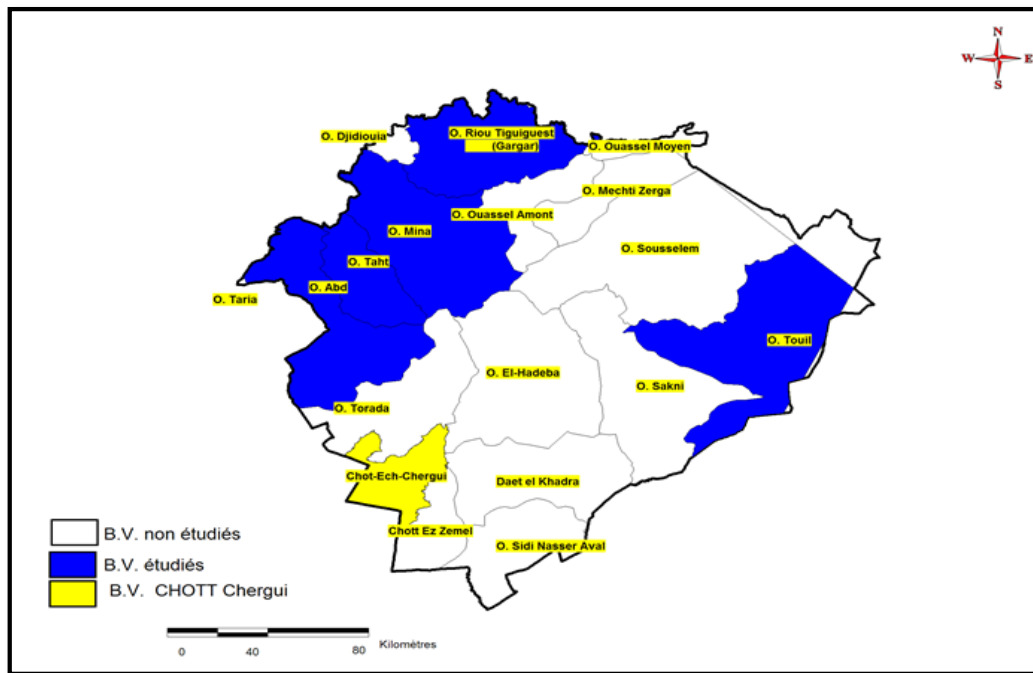 N
W E
S
O. Djidiouia
O. Riou Tiguiguest
(Gargar)
O. Ouassel Moyen
O. Mechti Zerga
O. Ouassel Amont
O. Mina
O. Sousselem
O. Taht
O. Abd
O. Taria
O. Touil
O. El-Hadeba
O. Sakni
O. Torada
Chot-Ech-Chergui
Daet el Khadra
Chott Ez Zemel
O. Sidi Nasser Aval
B.V. non étudiés
B.V. étudiés
B.V. CHOTT Chergui
0 40 80 Kilomètres